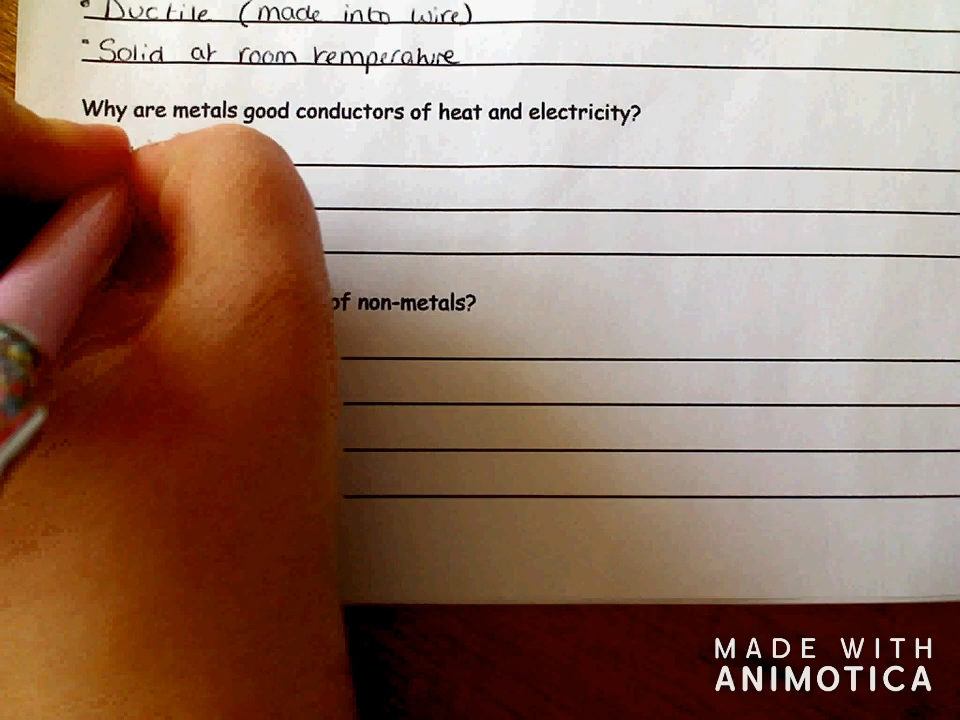 Ductile (made into wire)
Solid at room temperature
Why are metals good conductors of heat and electricity?
of non-metals?
MADE WITH
ANIMOTICA